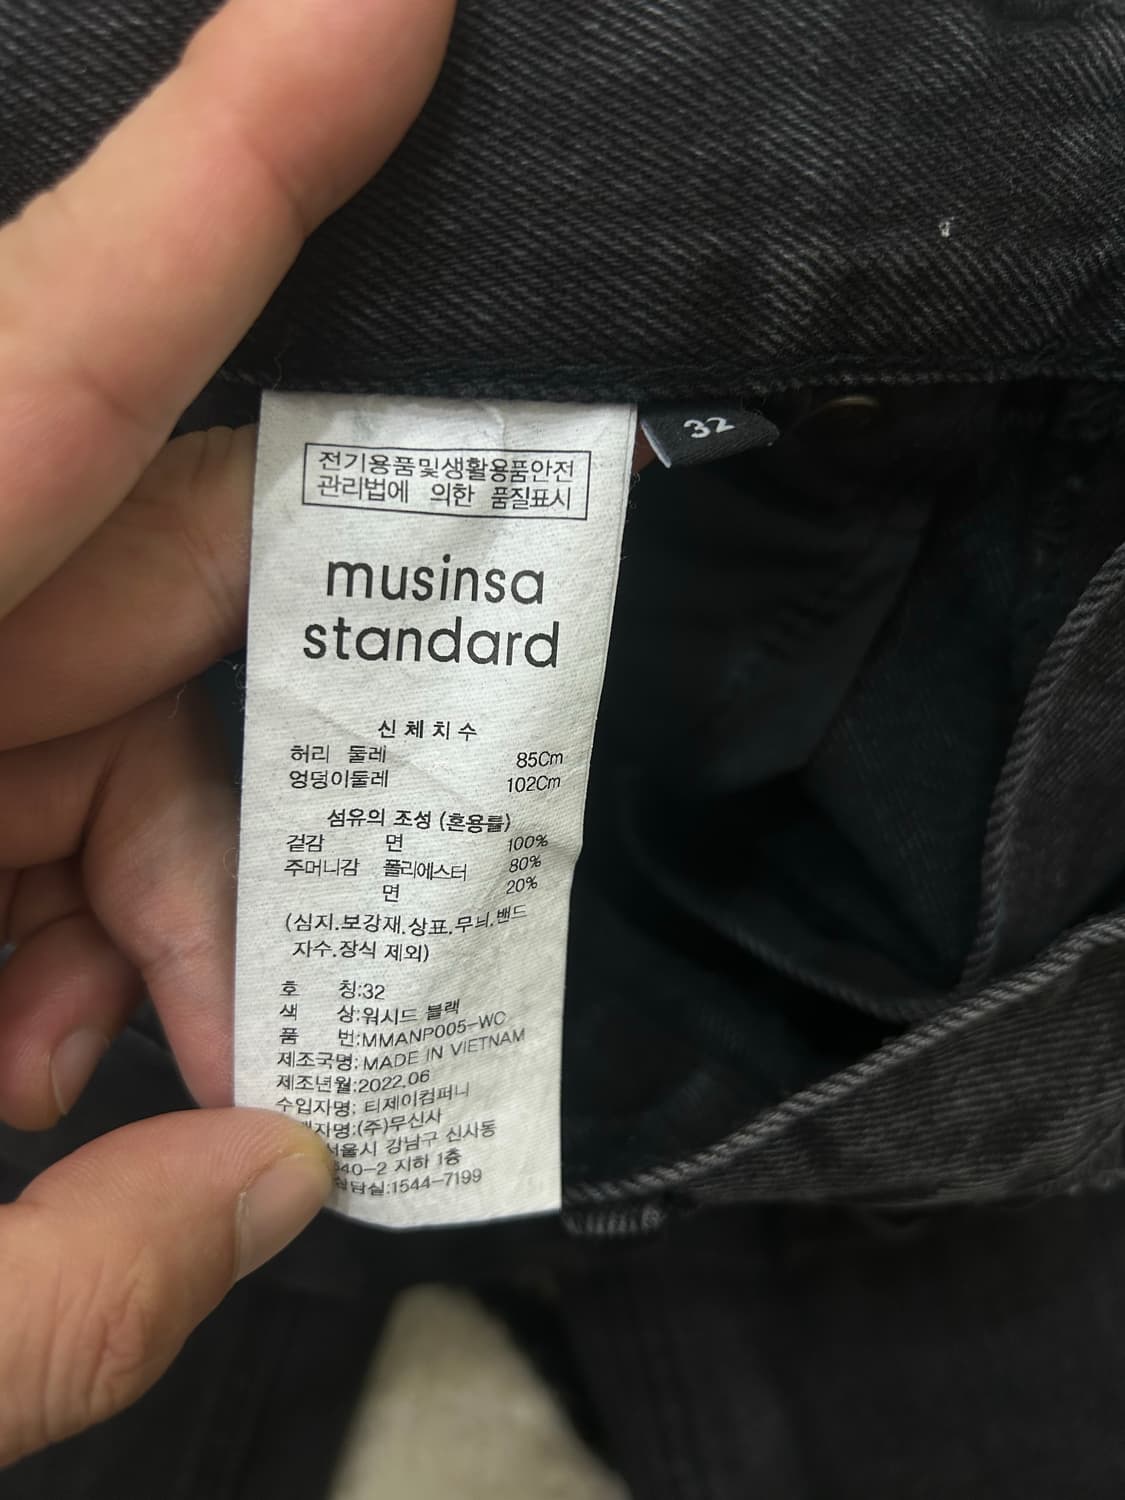 32
전기용품및생활용품안전
관리법에 의한 품질표시
musinsa
standard
신체치수
허리 둘레 85Cm
엉덩이둘레 102Cm
섬유의 조성 (혼용률)
겉감 면 100%
주머니감 폴리에스터 80%
면 20%
(심지.보강재.상표.무늬.밴드
자수.장식 제외)
호 칭:32
색 상:워시드 블랙
품 번:MMANP005-WC
제조국명: MADE IN VIETNAM
제조년월:2022.06
수입자명: 티제이컴퍼니
자명:(주)무신사
서울시 강남구 신사동
40-2 지하 1층
상담실:1544-7199